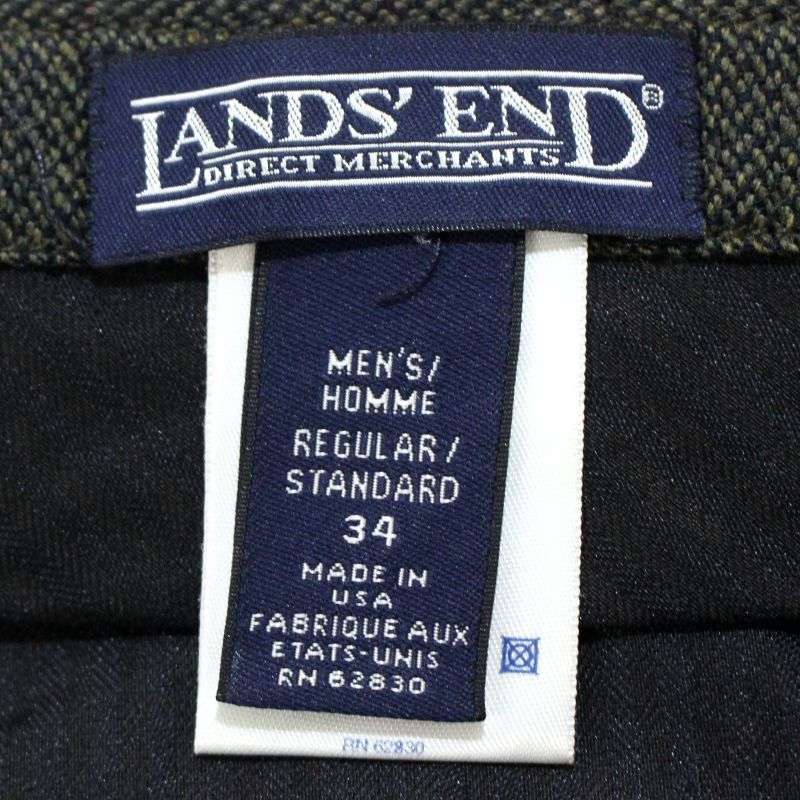 LANDS' END®
DIRECT MERCHANTS
MEN'S/
HOMME
REGULAR/
STANDARD
34
MADE IN
USA
FABRIQUE AUX
ETATS-UNIS
RN 62830
RN 62830